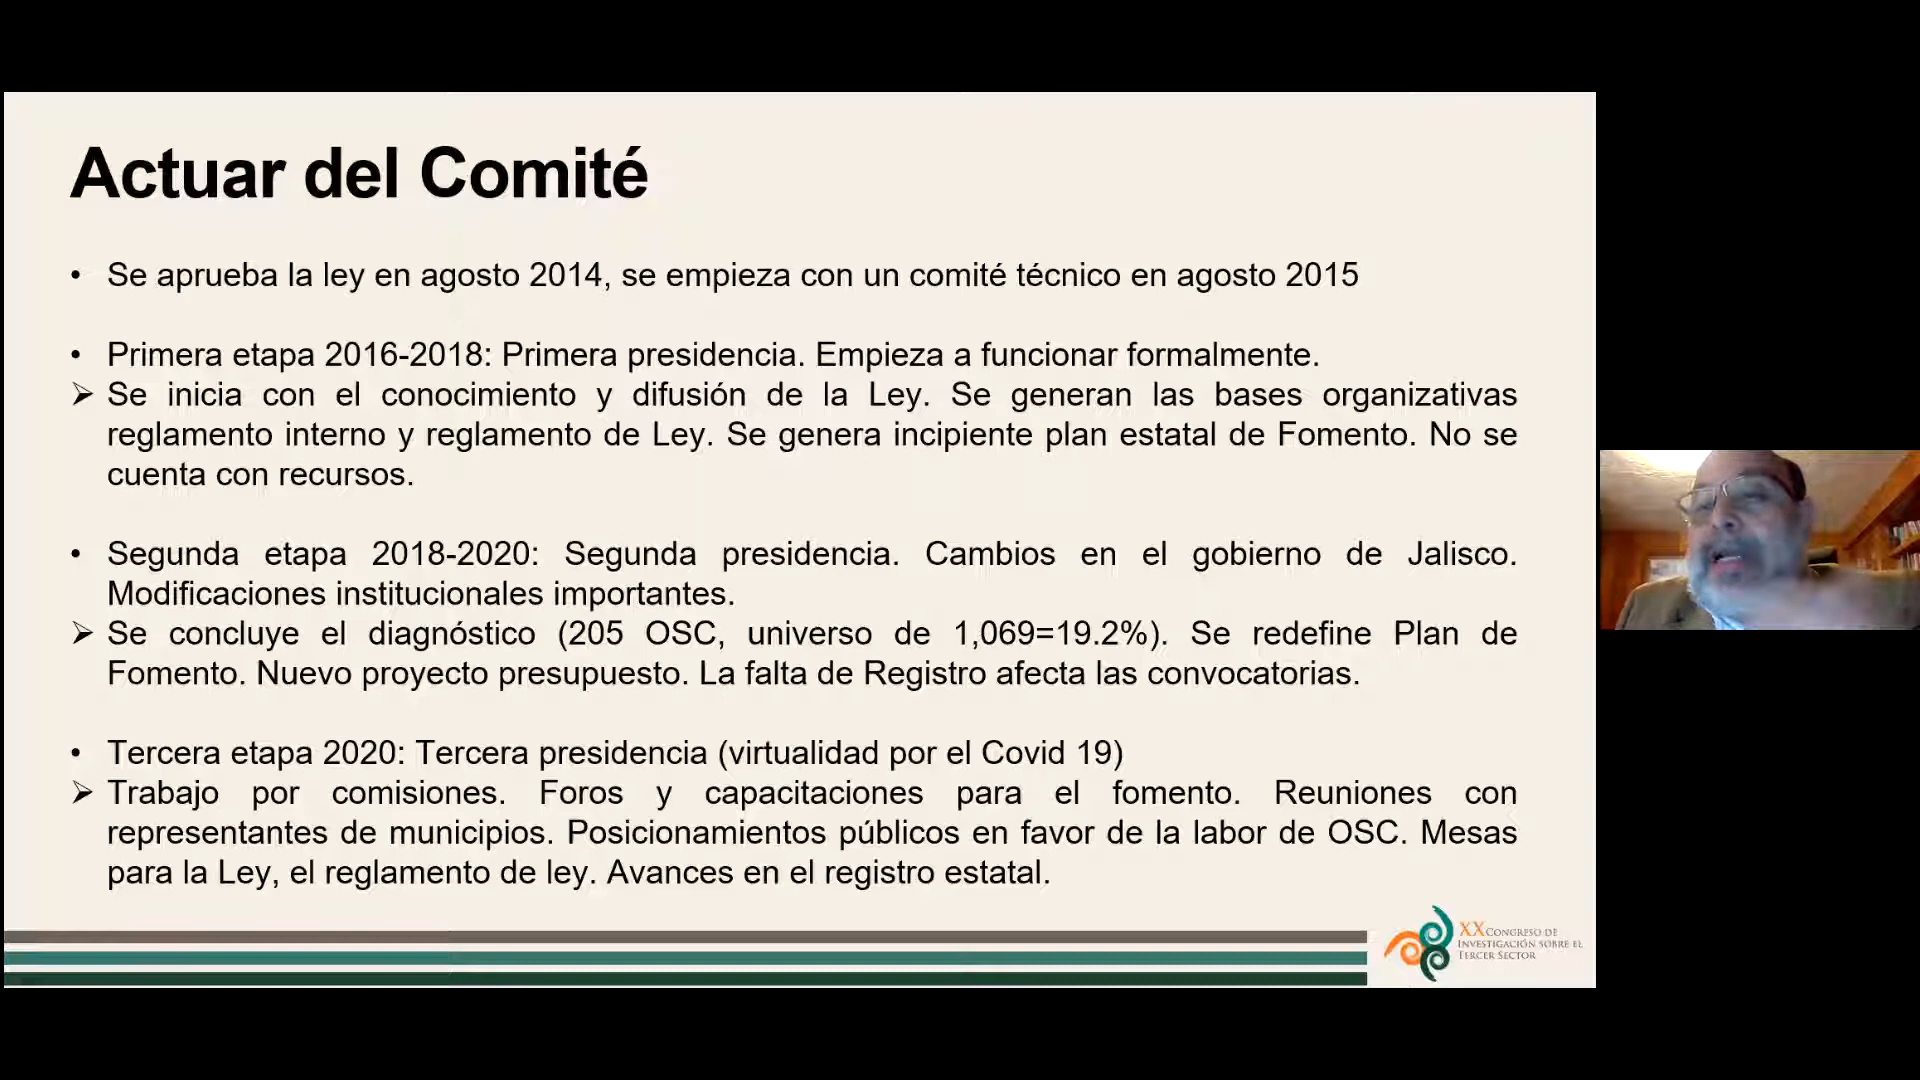 Actuar del Comité
• Se aprueba la ley en agosto 2014, se empieza con un comité técnico en agosto 2015
• Primera etapa 2016-2018: Primera presidencia. Empieza a funcionar formalmente.
➢ Se inicia con el conocimiento y difusión de la Ley. Se generan las bases organizativas
reglamento interno y reglamento de Ley. Se genera incipiente plan estatal de Fomento. No se
cuenta con recursos.
• Segunda etapa 2018-2020: Segunda presidencia. Cambios en el gobierno de Jalisco.
Modificaciones institucionales importantes.
➢ Se concluye el diagnóstico (205 OSC, universo de 1,069=19.2%). Se redefine Plan de
Fomento. Nuevo proyecto presupuesto. La falta de Registro afecta las convocatorias.
• Tercera etapa 2020: Tercera presidencia (virtualidad por el Covid 19)
➢ Trabajo por comisiones. Foros y capacitaciones para el fomento. Reuniones con
representantes de municipios. Posicionamientos públicos en favor de la labor de OSC. Mesas
para la Ley, el reglamento de ley. Avances en el registro estatal.
XX CONGRESO DE
INVESTIGACIÓN SOBRE EL
TERCER SECTOR